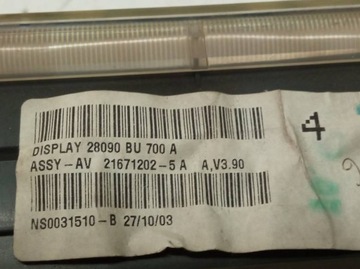 DISPLAY 28090 BU 700 A
ASSY-AV 21671202-5 A A,V3.90
NS0031510-B 27/10/03
4